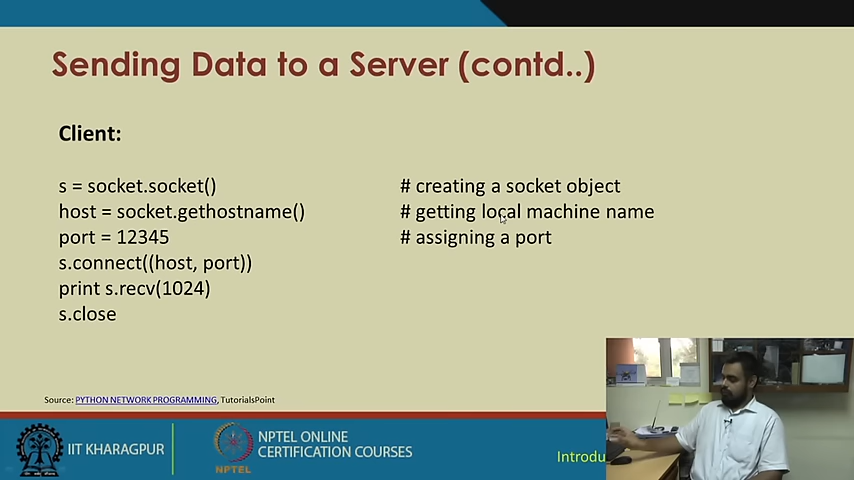 Sending Data to a Server (contd..)
Client:
s = socket.socket() # creating a socket object
host = socket.gethostname() # getting local machine name
port = 12345 # assigning a port
s.connect((host, port))
print s.recv(1024)
s.close
Source: PYTHON NETWORK PROGRAMMING, TutorialsPoint
IIT KHARAGPUR
NPTEL
NPTEL ONLINE
CERTIFICATION COURSES
Introdu